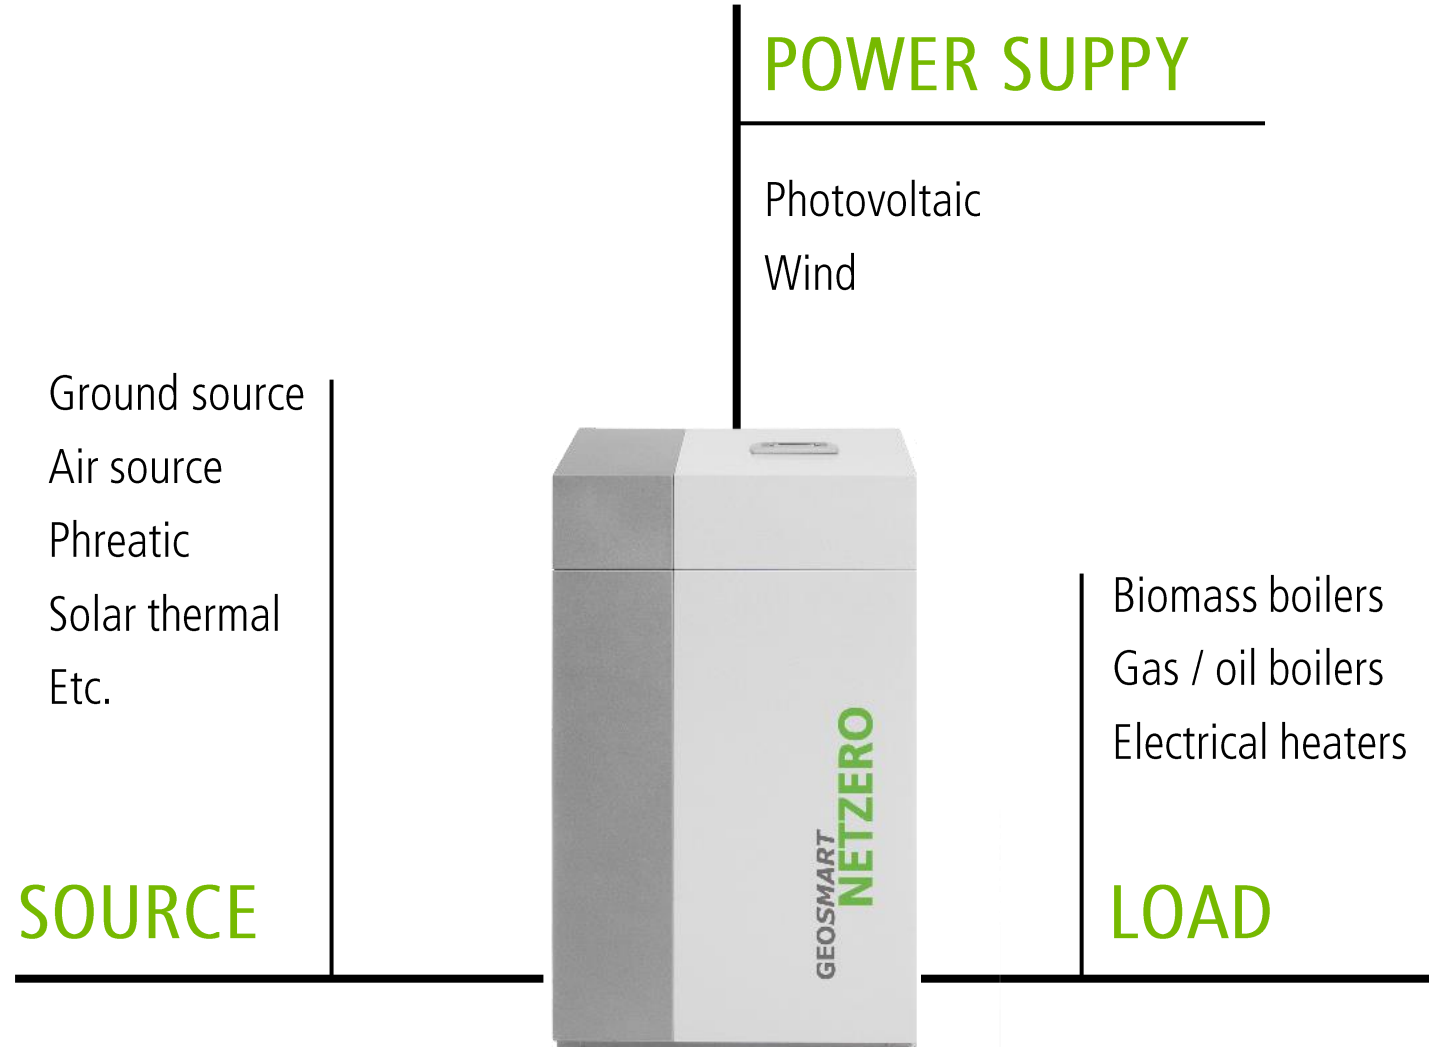 POWER SUPPY
Photovoltaic
Wind
Ground source
Air source
Phreatic
Solar thermal
Etc.
SOURCE
GEOSMART
NETZERO
Biomass boilers
Gas / oil boilers
Electrical heaters
LOAD